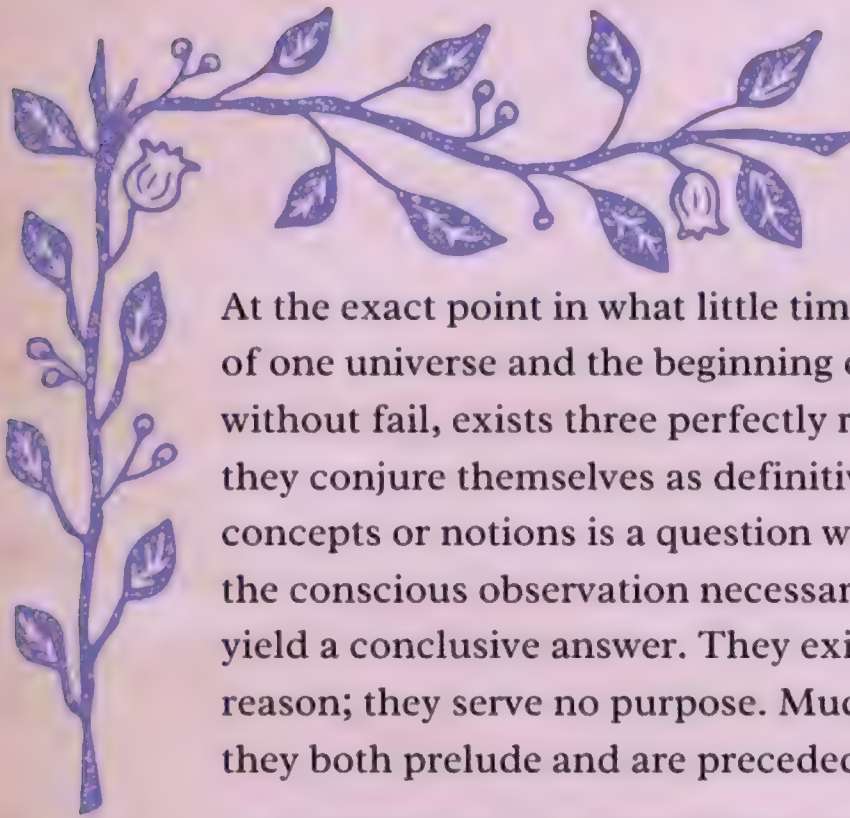 At the exact point in what little tim
of one universe and the beginning
without fail, exists three perfectly
they conjure themselves as definitiv
concepts or notions is a question w
the conscious observation necessar
yield a conclusive answer. They exi
reason; they serve no purpose. Muc
they both prelude and are preceded